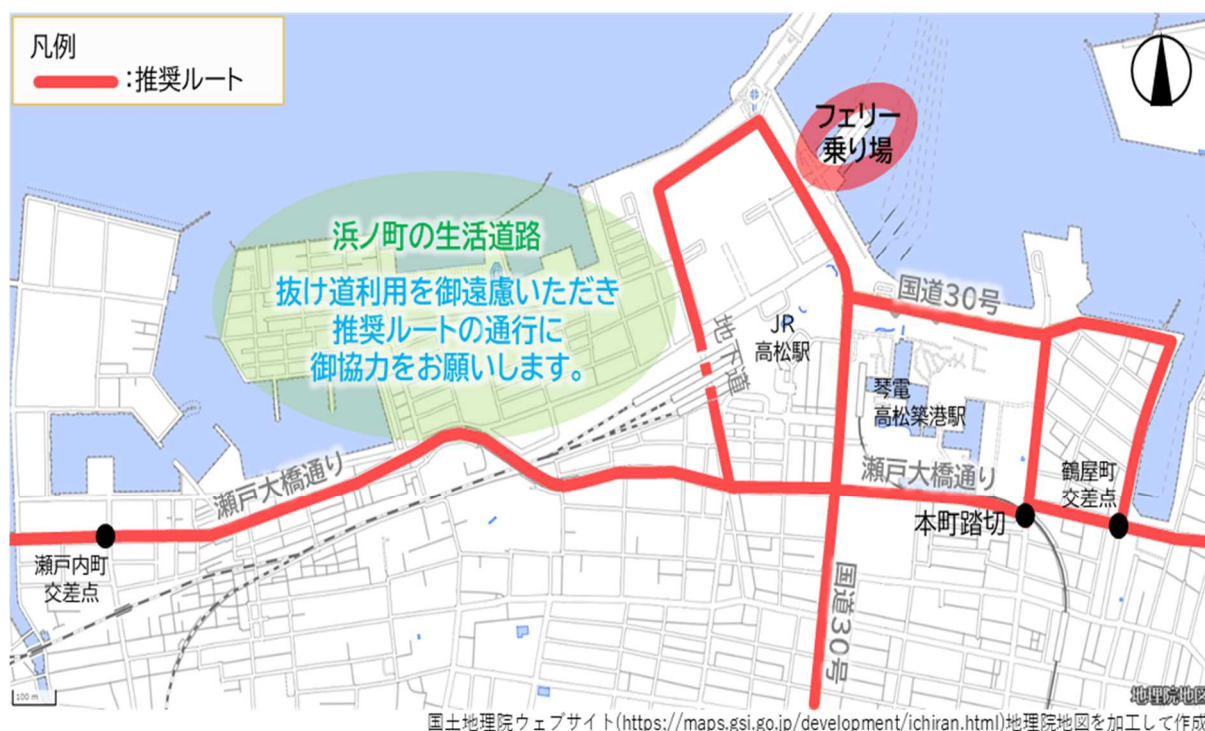 凡例
:推奨ルート
フェリー
乗り場
浜ノ町の生活道路
抜け道利用を御遠慮いただき
推奨ルートの通行に
御協力をお願いします。
国道30号
JR
高松駅
地下道
琴電
高松築港駅
瀬戸大橋通り
瀬戸大橋通り
鶴屋町
交差点
本町踏切
瀬戸内町
交差点
国道30号
100 m
地理院地図
国土地理院ウェブサイト(https://maps.gsi.go.jp/development/ichiran.html)地理院地図を加工して作成